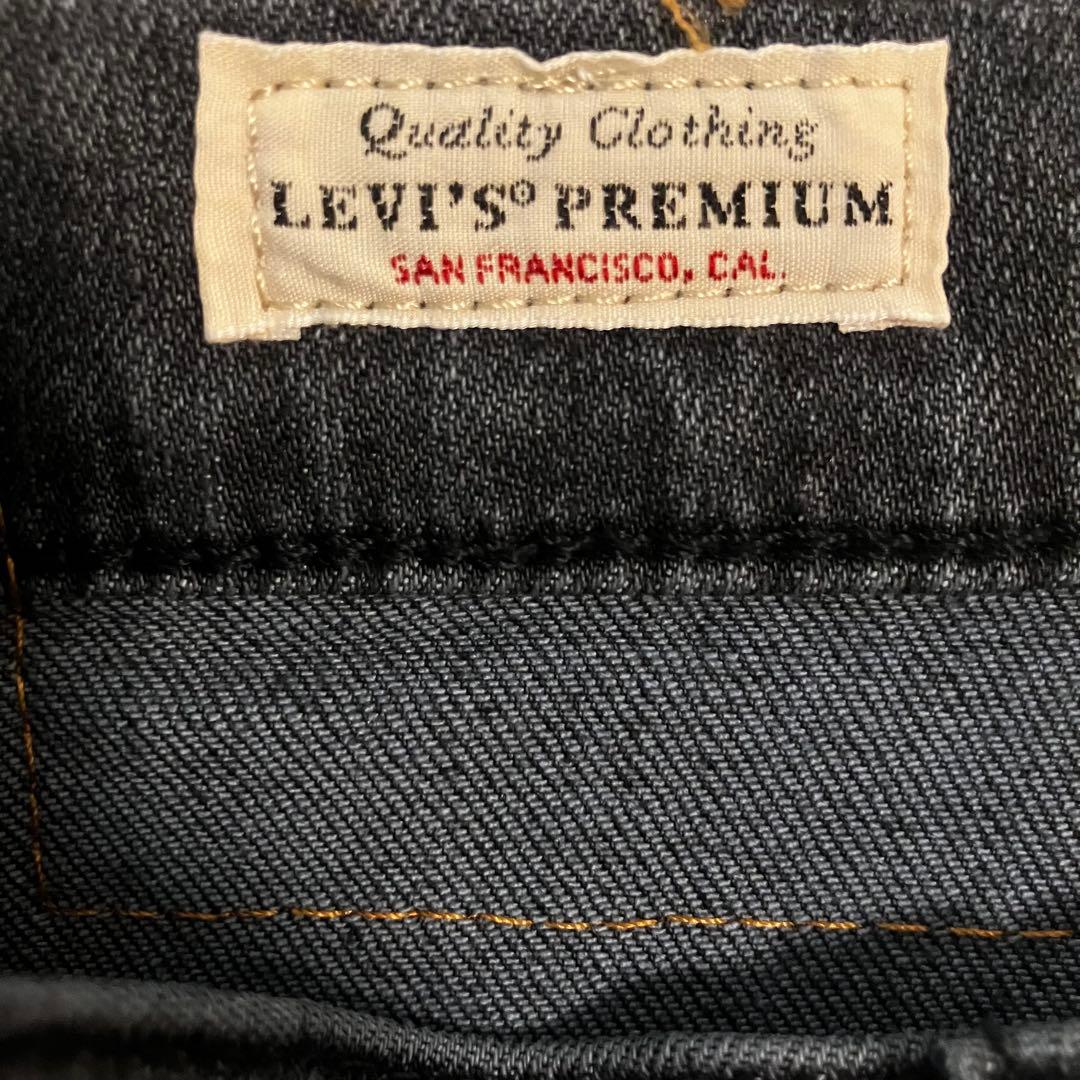 Quality Clothing
LEVI'S® PREMIUM
SAN FRANCISCO, CAL.